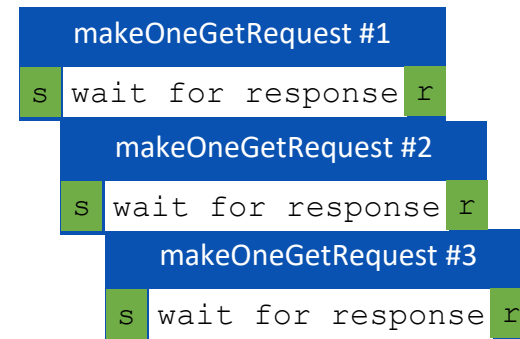 makeOneGetRequest #1
s wait for response r
makeOneGetRequest #2
s wait for response r
makeOneGetRequest #3
s wait for response r